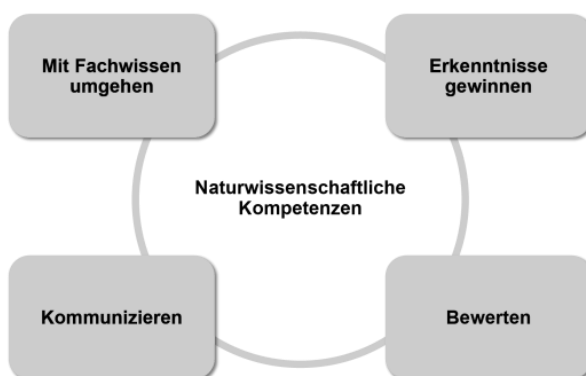 Mit Fachwissen
umgehen
Erkenntnisse
gewinnen
Naturwissenschaftliche
Kompetenzen
Kommunizieren
Bewerten